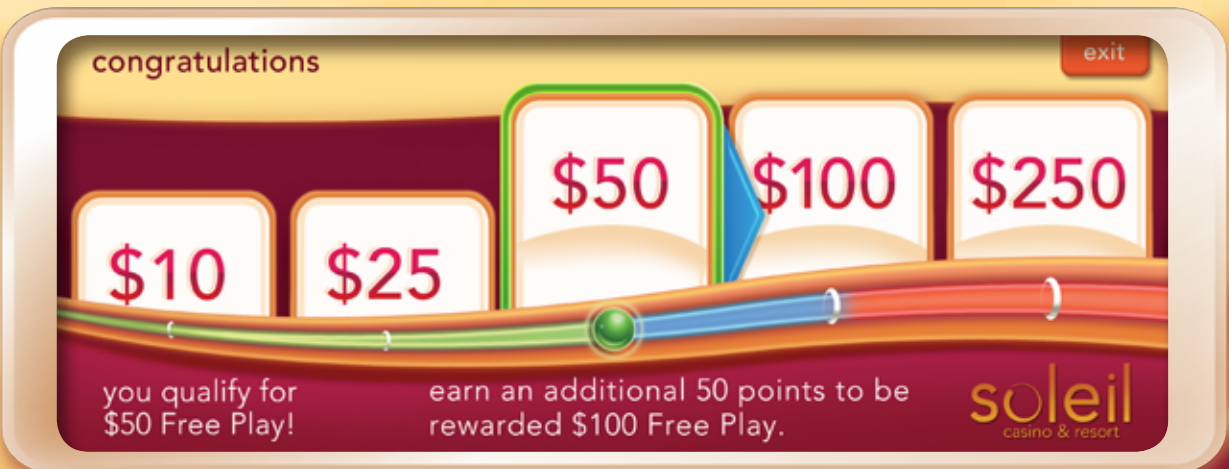 congratulations
exit
$10
$25
$50
$100
$250
you qualify for
$50 Free Play!
earn an additional 50 points to be
rewarded $100 Free Play.
soleil
casino & resort